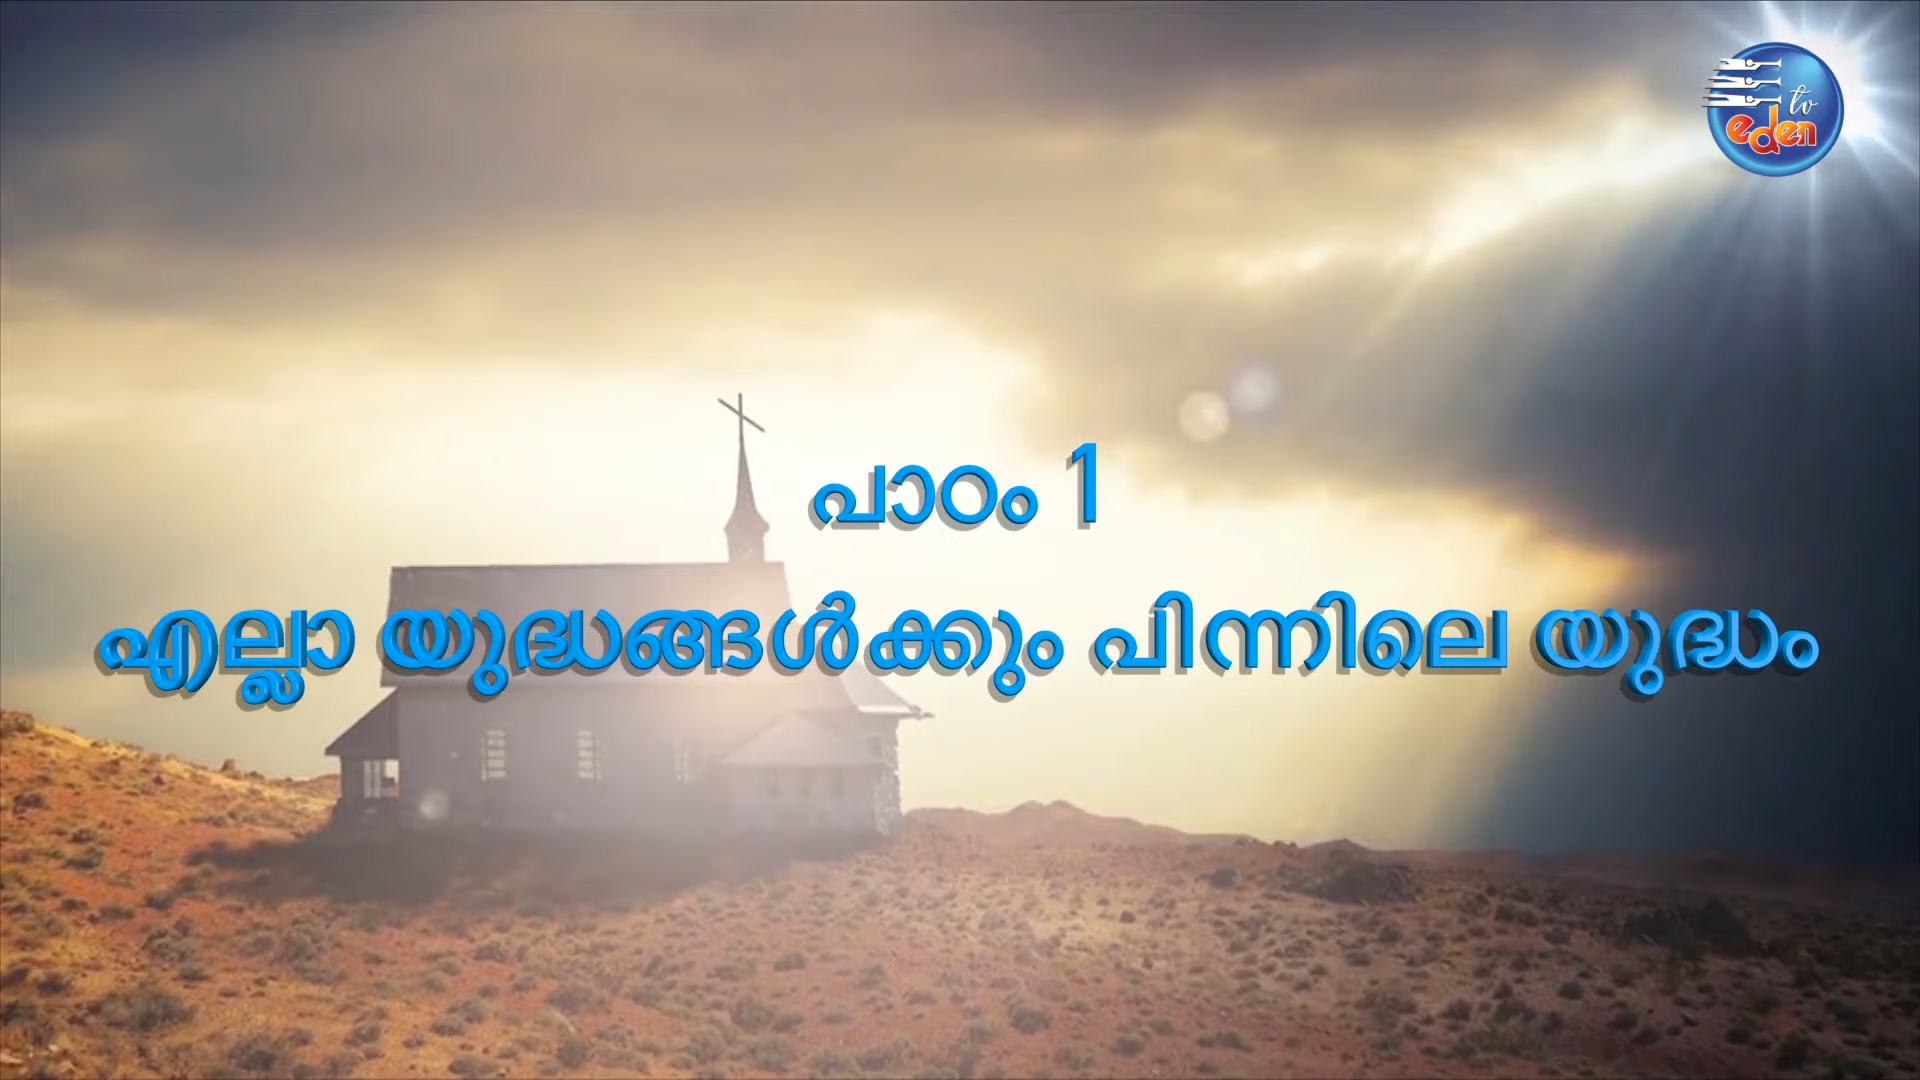 tv
eden
പാഠം 1
എല്ലാ യുദ്ധങ്ങൾക്കും പിന്നിലെ യുദ്ധം